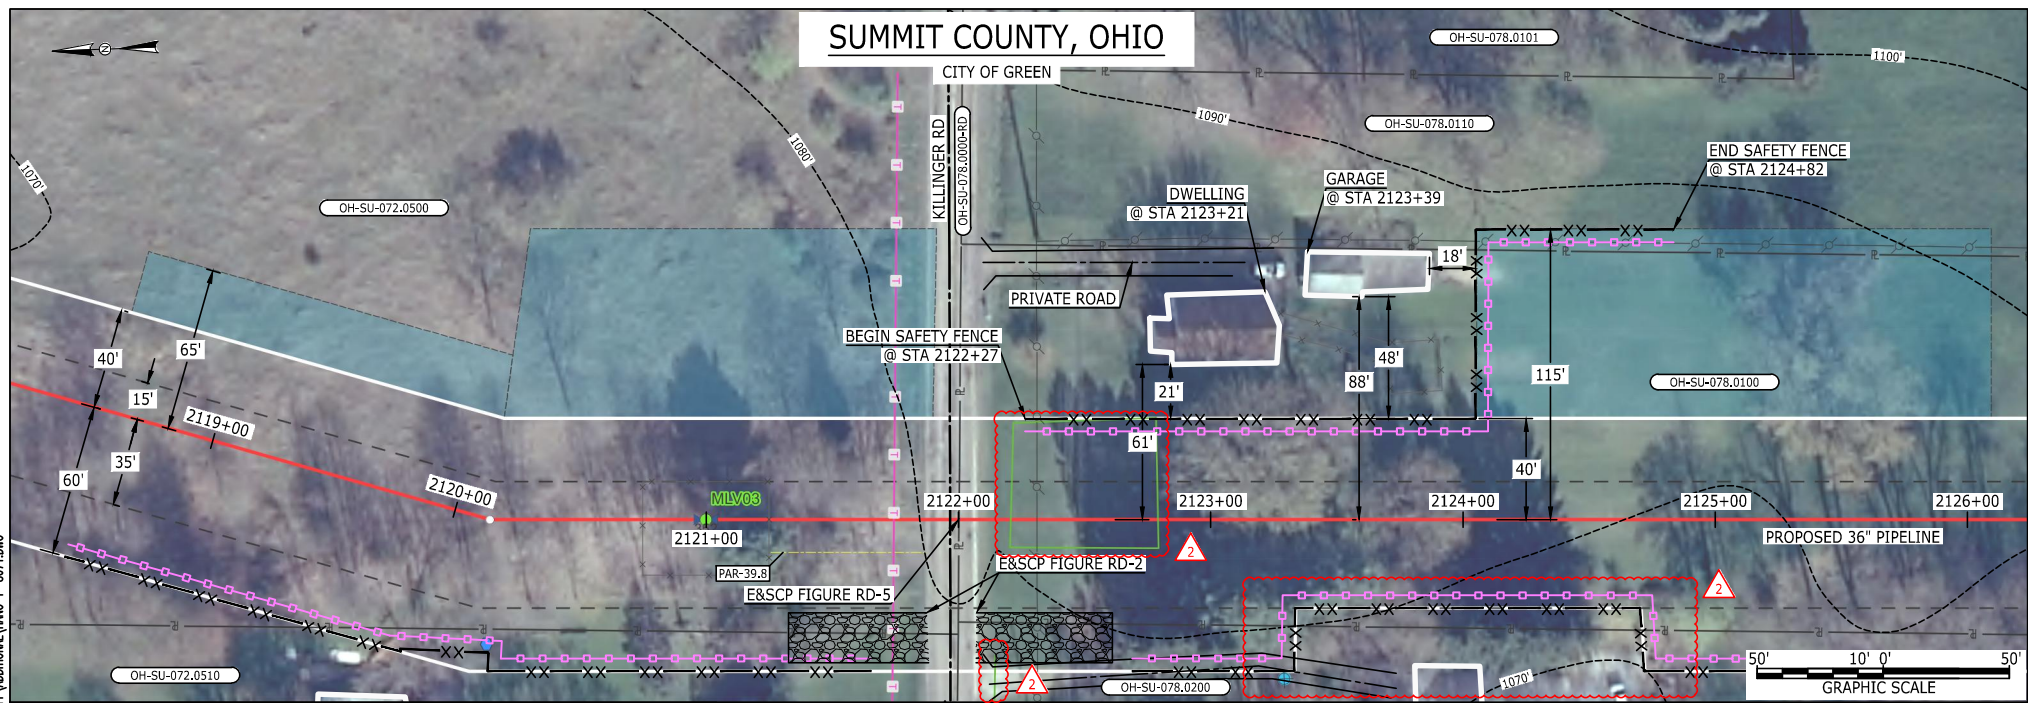 SUMMIT COUNTY, OHIO
CITY OF GREEN
N
OH-SU-078.0101
1100'
1090'
OH-SU-078.0110
1080'
1070'
KILLINGER RD
OH-SU-078.0000-RD
OH-SU-072.0500
END SAFETY FENCE
@ STA 2124+82
GARAGE
@ STA 2123+39
DWELLING
@ STA 2123+21
18'
PRIVATE ROAD
BEGIN SAFETY FENCE
@ STA 2122+27
40'
65'
15'
21'
48'
88'
115'
OH-SU-078.0100
2119+00
61'
35'
60'
40'
2120+00
MLV03
2121+00
2122+00
2123+00
2124+00
2125+00
2126+00
PROPOSED 36" PIPELINE
2
PAR-39.8
E&SCP FIGURE RD-2
E&SCP FIGURE RD-5
2
OH-SU-072.0510
2
OH-SU-078.0200
1070'
50'
10'
0'
50'
GRAPHIC SCALE